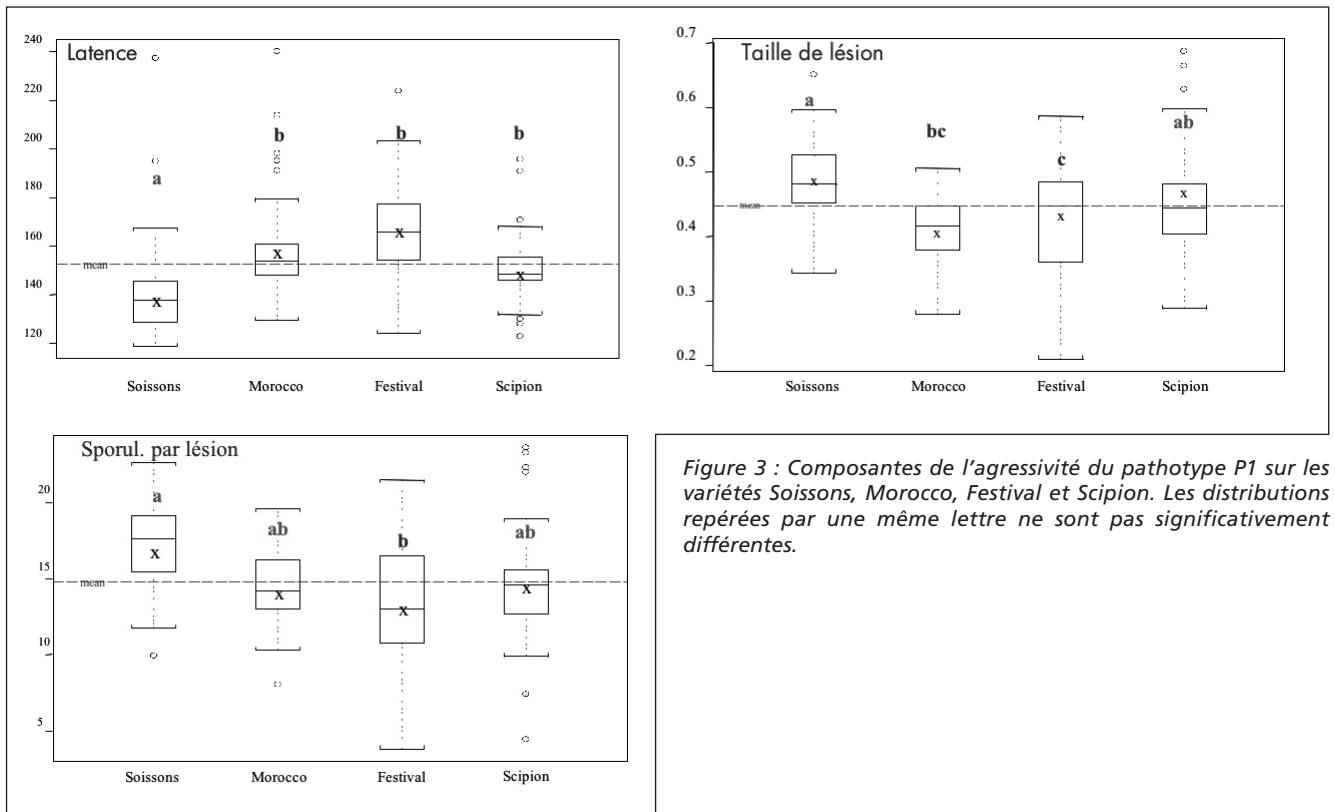 Latence
240
220
200
180
160
140
120
mean
a
b
b
b
x
x
x
x
Soissons
Morocco
Festival
Scipion
Taille de lésion
0.7
0.6
0.5
0.4
0.3
0.2
mean
a
bc
c
ab
x
x
x
x
Soissons
Morocco
Festival
Scipion
Sporul. par lésion
20
15
10
5
mean
a
ab
b
ab
x
x
x
x
Soissons
Morocco
Festival
Scipion
Figure 3 : Composantes de l'agressivité du pathotype P1 sur les
variétés Soissons, Morocco, Festival et Scipion. Les distributions
repérées par une même lettre ne sont pas significativement
différentes.